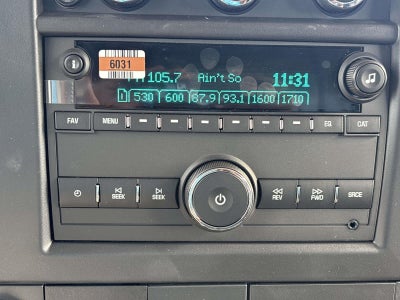 6031
105.7 Ain't So 11:31
1 530 600 87.9 93.1 1600 1710
FAV MENU EQ CAT
SEEK SEEK REV FWD SRCE